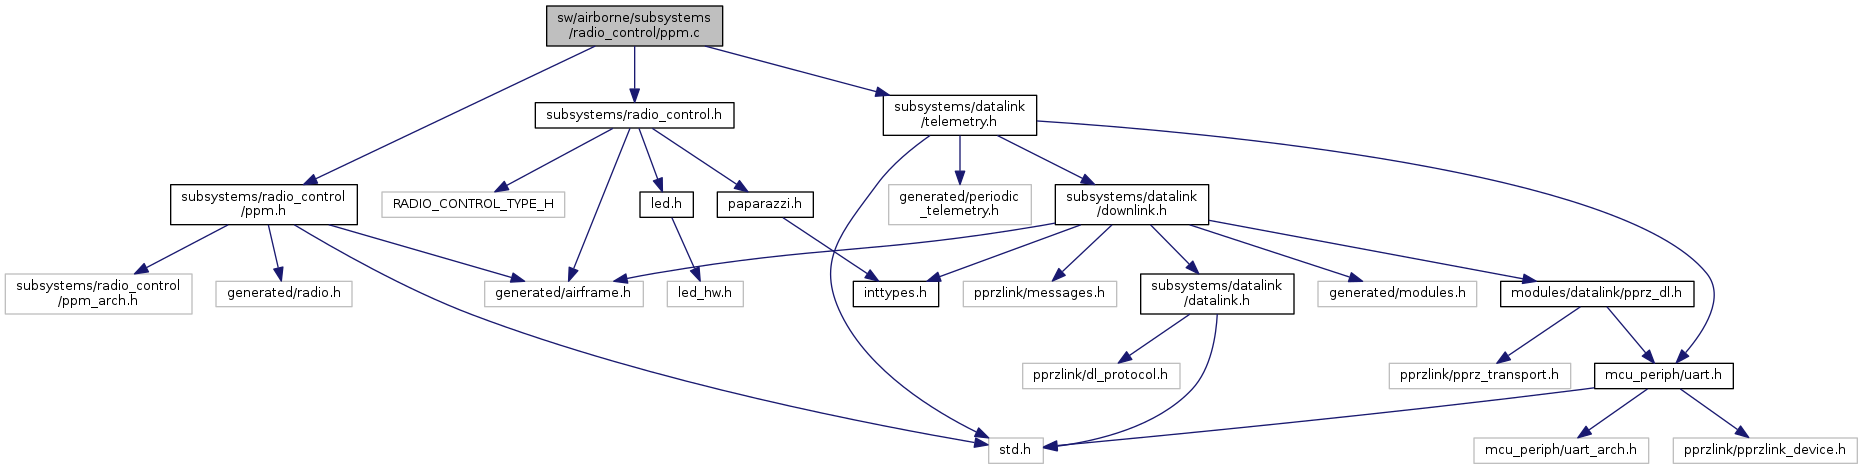 sw/airborne/subsystems
/radio_control/ppm.c
subsystems/radio_control.h
subsystems/datalink
/telemetry.h
subsystems/radio_control
/ppm.h
RADIO_CONTROL_TYPE_H
led.h
paparazzi.h
generated/periodic
_telemetry.h
subsystems/datalink
/downlink.h
subsystems/radio_control
/ppm_arch.h
generated/radio.h
generated/airframe.h
led_hw.h
inttypes.h
pprzlink/messages.h
subsystems/datalink
/datalink.h
generated/modules.h
modules/datalink/pprz_dl.h
pprzlink/dl_protocol.h
pprzlink/pprz_transport.h
mcu_periph/uart.h
std.h
mcu_periph/uart_arch.h
pprzlink/pprzlink_device.h